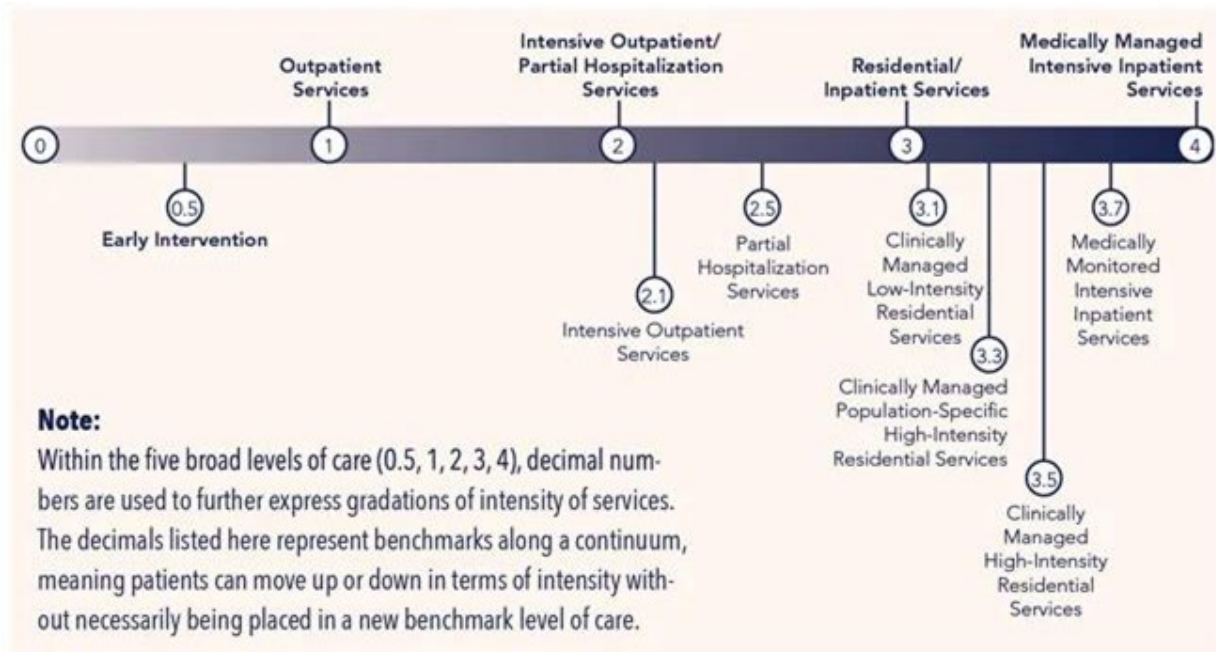 Outpatient
Services
Intensive Outpatient/
Partial Hospitalization
Services
Residential/
Inpatient Services
Medically Managed
Intensive Inpatient
Services
0
1
2
3
4
0.5
Early Intervention
2.1
Intensive Outpatient
Services
2.5
Partial
Hospitalization
Services
3.1
Clinically
Managed
Low-Intensity
Residential
Services
3.3
Clinically Managed
Population-Specific
High-Intensity
Residential Services
3.5
Clinically
Managed
High-Intensity
Residential
Services
3.7
Medically
Monitored
Intensive
Inpatient
Services
Note:
Within the five broad levels of care (0.5, 1, 2, 3, 4), decimal num-
bers are used to further express gradations of intensity of services.
The decimals listed here represent benchmarks along a continuum,
meaning patients can move up or down in terms of intensity with-
out necessarily being placed in a new benchmark level of care.